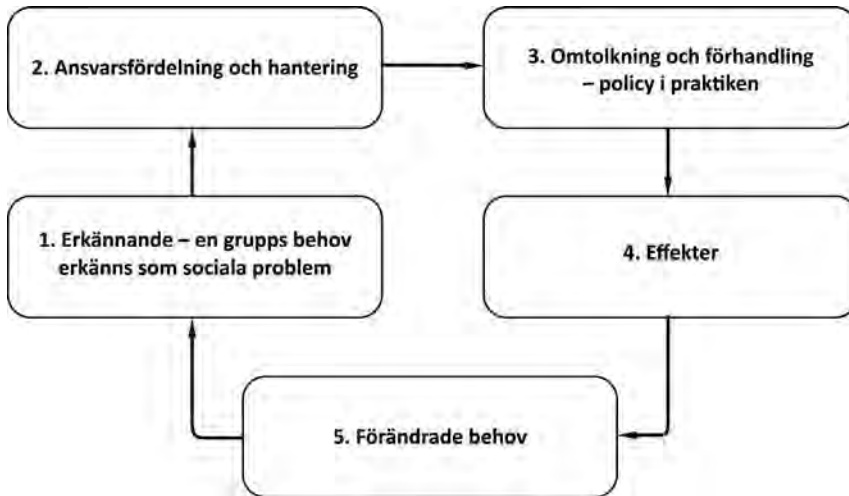 2. Ansvarsfördelning och hantering
3. Omtolkning och förhandling
– policy i praktiken
1. Erkännande – en grupps behov
erkänns som sociala problem
4. Effekter
5. Förändrade behov